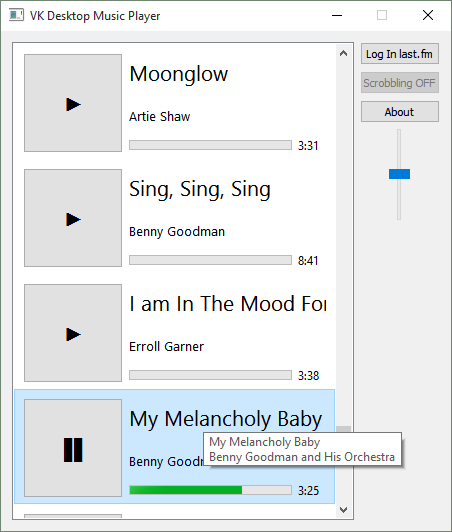 VK Desktop Music Player
Moonglow
Artie Shaw
3:31
Sing, Sing, Sing
Benny Goodman
8:41
I am In The Mood For
Erroll Garner
3:38
My Melancholy Baby
Benny Good
My Melancholy Baby
Benny Goodman and His Orchestra
3:25
Log In last.fm
Scrobbling OFF
About